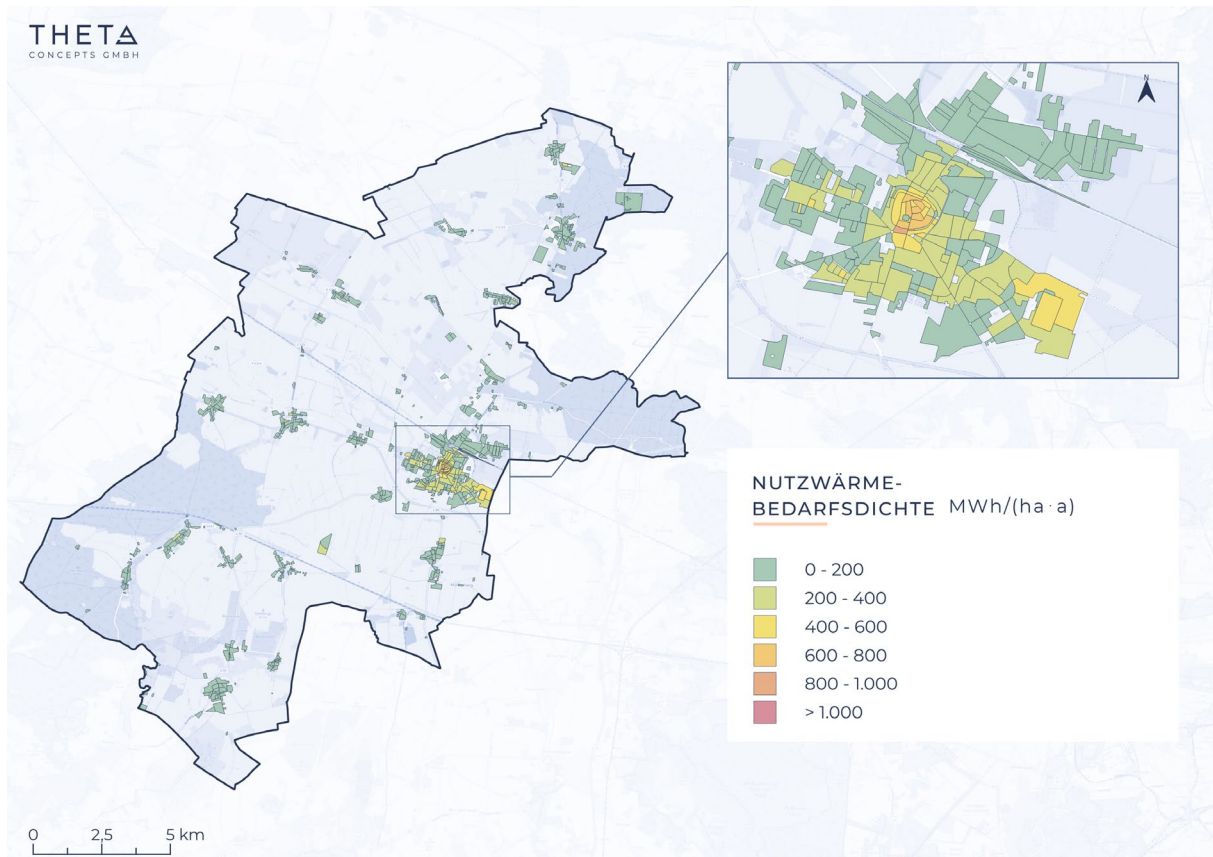 THETA
CONCEPTS GMBH
N
NUTZWÄRME-
BEDARFSDICHTE MWh/(ha·a)
0 - 200
200 - 400
400 - 600
600 - 800
800 - 1.000
> 1.000
0 2,5 5 km